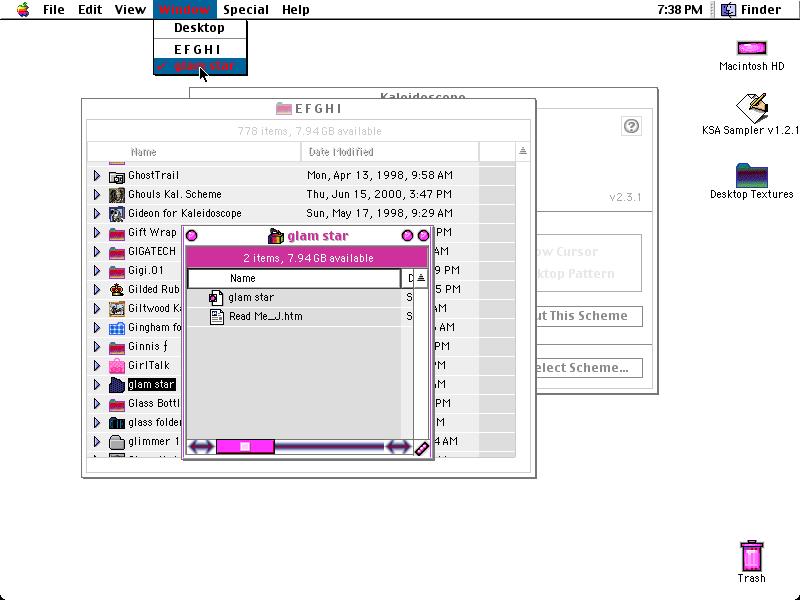 File Edit View Window Special Help 7:38 PM Finder
Desktop
E F G H I
✓ glam star
Macintosh HD
KSA Sampler v1.2.1
Desktop Textures
Trash
Kaleidoscope
v2.3.1
ow Cursor
ktop Pattern
ut This Scheme
elect Scheme...
E F G H I
778 items, 7.94 GB available
Name Date Modified
GhostTrail Mon, Apr 13, 1998, 9:58 AM
Ghouls Kal. Scheme Thu, Jun 15, 2000, 3:47 PM
Gideon for Kaleidoscope Sun, May 17, 1998, 9:29 AM
Gift Wrap PM
GIGATECH AM
Gigi.01 9 PM
Gilded Rub 5 PM
Giltwood Ka AM
Gingham fo AM
Ginnis ƒ PM
GirlTalk PM
glam star AM
Glass Bottl PM
glass folder M
glimmer 1 4 AM
glam star
2 items, 7.94 GB available
Name D
glam star S
Read Me_J.htm S